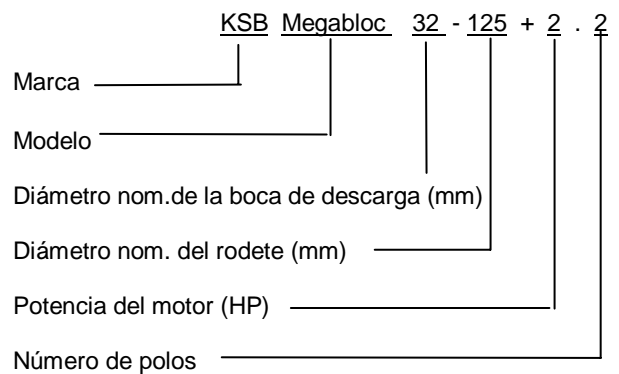 KSB Megabloc 32 - 125 + 2 . 2
Marca
Modelo
Diámetro nom.de la boca de descarga (mm)
Diámetro nom. del rodete (mm)
Potencia del motor (HP)
Número de polos